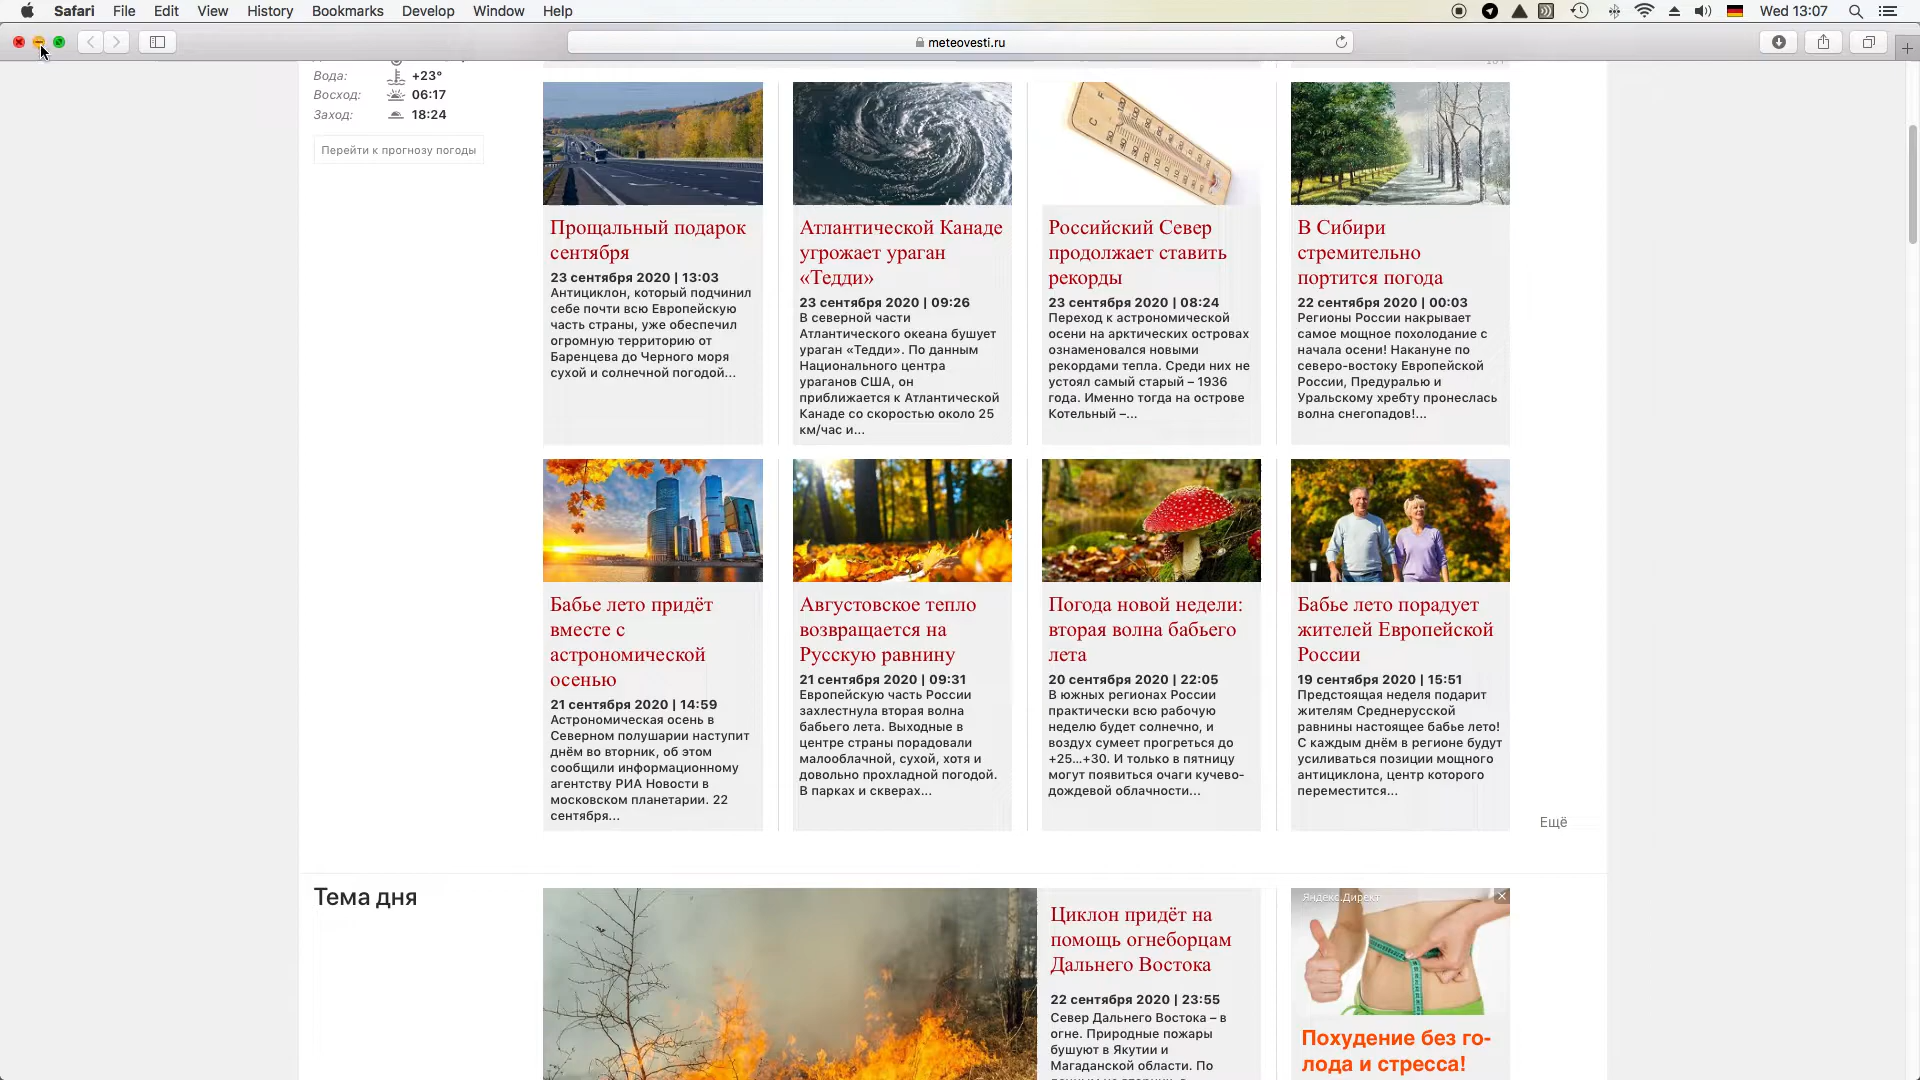 Safari File Edit View History Bookmarks Develop Window Help
Wed 13:07
meteovesti.ru
Вода: +23°
Восход: 06:17
Заход: 18:24
Перейти к прогнозу погоды
Прощальный подарок
сентября
23 сентября 2020 | 13:03
Антициклон, который подчинил
себе почти всю Европейскую
часть страны, уже обеспечил
огромную территорию от
Баренцева до Черного моря
сухой и солнечной погодой...
Атлантической Канаде
угрожает ураган
«Тедди»
23 сентября 2020 | 09:26
В северной части
Атлантического океана бушует
ураган «Тедди». По данным
Национального центра
ураганов США, он
приближается к Атлантической
Канаде со скоростью около 25
км/час и...
Российский Север
продолжает ставить
рекорды
23 сентября 2020 | 08:24
Переход к астрономической
осени на арктических островах
ознаменовался новыми
рекордами тепла. Среди них не
устоял самый старый – 1936
года. Именно тогда на острове
Котельный –...
В Сибири
стремительно
портится погода
22 сентября 2020 | 00:03
Регионы России накрывает
самое мощное похолодание с
начала осени! Накануне по
северо-востоку Европейской
России, Предуралью и
Уральскому хребту пронеслась
волна снегопадов!...
Бабье лето придёт
вместе с
астрономической
осенью
21 сентября 2020 | 14:59
Астрономическая осень в
Северном полушарии наступит
днём во вторник, об этом
сообщили информационному
агентству РИА Новости в
московском планетарии. 22
сентября...
Августовское тепло
возвращается на
Русскую равнину
21 сентября 2020 | 09:31
Европейскую часть России
захлестнула вторая волна
бабьего лета. Выходные в
центре страны порадовали
малооблачной, сухой, хотя и
довольно прохладной погодой.
В парках и скверах...
Погода новой недели:
вторая волна бабьего
лета
20 сентября 2020 | 22:05
В южных регионах России
практически всю рабочую
неделю будет солнечно, и
воздух сумеет прогреться до
+25...+30. И только в пятницу
могут появиться очаги кучево-
дождевой облачности...
Бабье лето порадует
жителей Европейской
России
19 сентября 2020 | 15:51
Предстоящая неделя подарит
жителям Среднерусской
равнины настоящее бабье лето!
С каждым днём в регионе будут
усиливаться позиции мощного
антициклона, центр которого
переместится...
Ещё
Тема дня
Циклон придёт на
помощь огнеборцам
Дальнего Востока
22 сентября 2020 | 23:55
Север Дальнего Востока – в
огне. Природные пожары
бушуют в Якутии и
Магаданской области. По
Яндекс.Директ
Похудение без го-
лода и стресса!